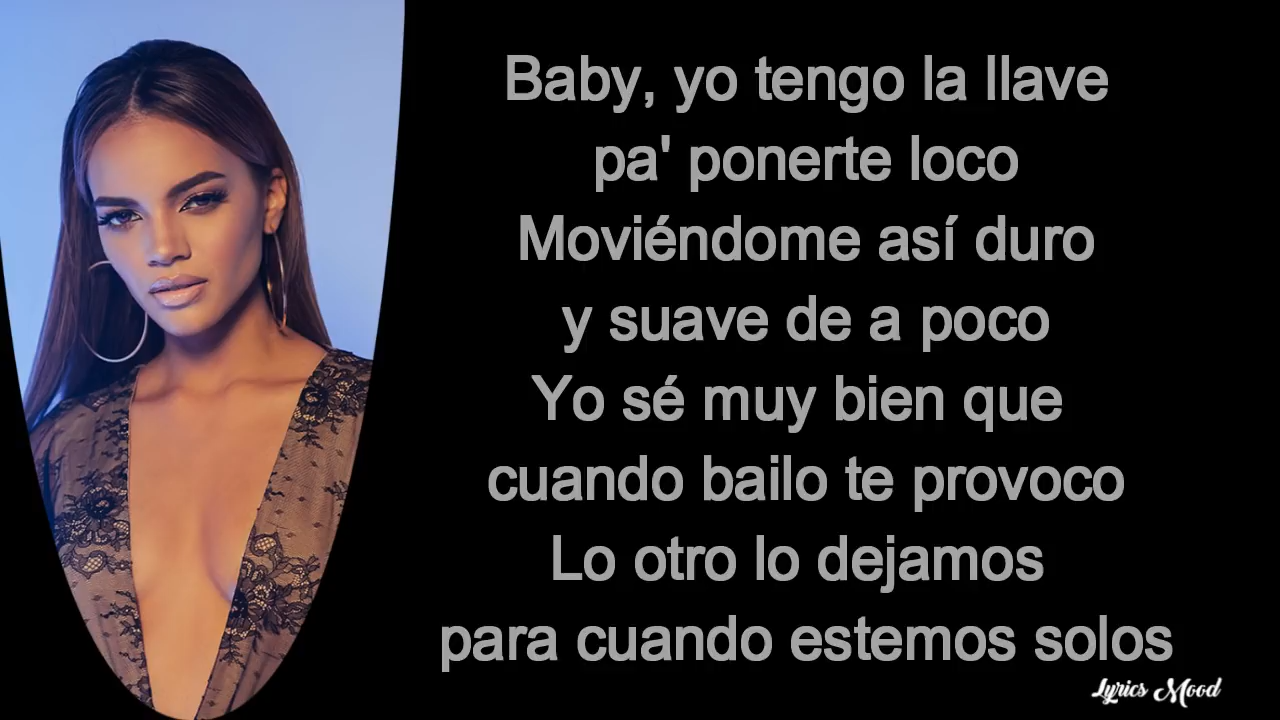 Baby, yo tengo la llave
pa' ponerte loco
Moviéndome así duro
y suave de a poco
Yo sé muy bien que
cuando bailo te provoco
Lo otro lo dejamos
para cuando estemos solos
Lyrics Mood